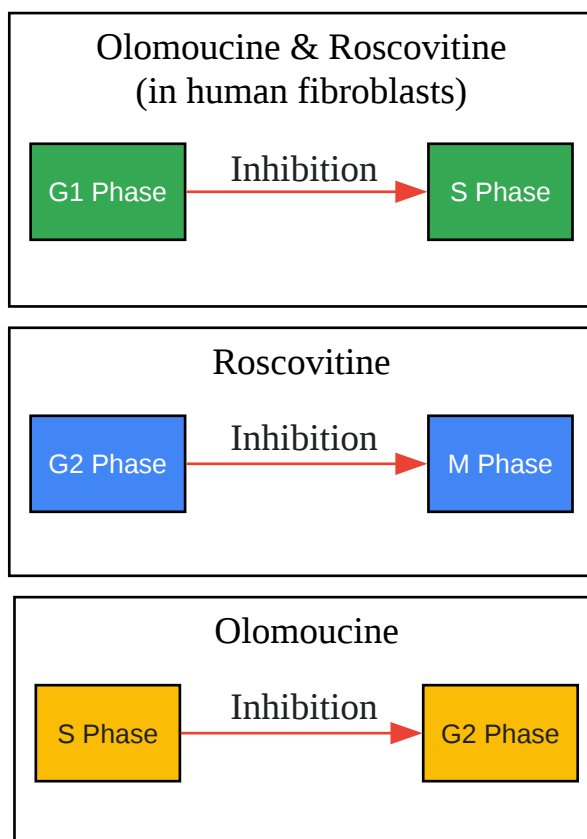 Olomoucine & Roscovitine
(in human fibroblasts)
Inhibition
G1 Phase
S Phase
Roscovitine
Inhibition
G2 Phase
M Phase
Olomoucine
Inhibition
S Phase
G2 Phase